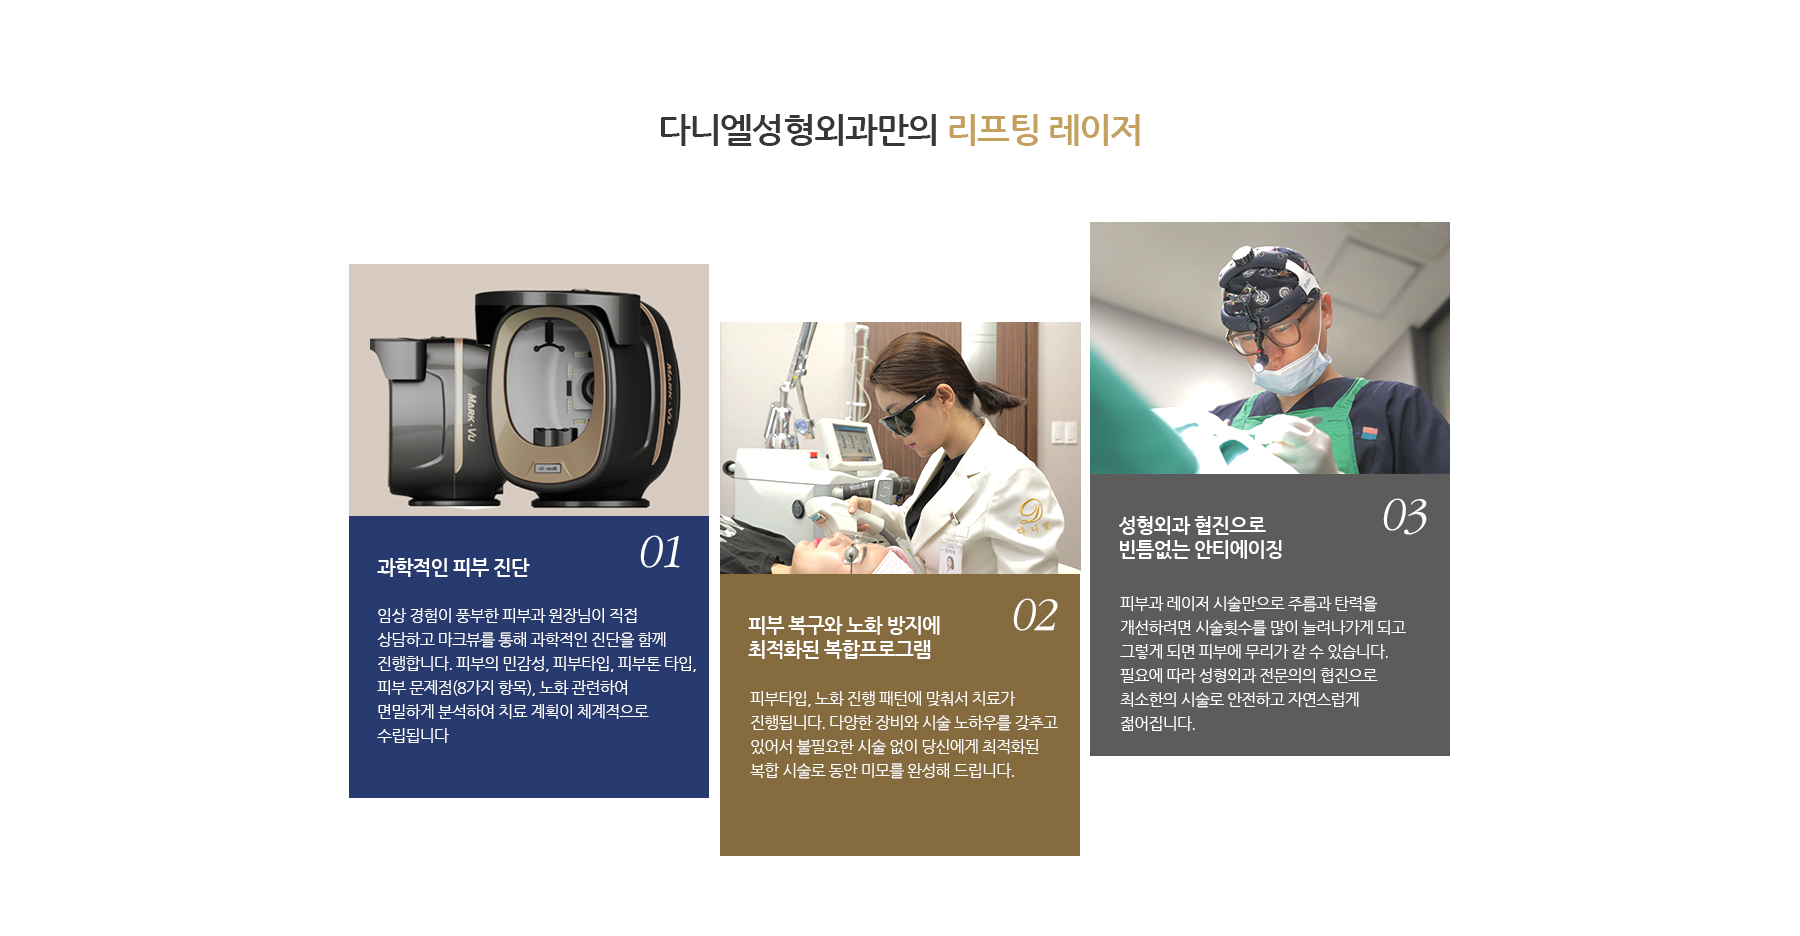 다니엘성형외과만의 리프팅 레이저
MARK-VU
MARK-VU
01
과학적인 피부 진단
임상 경험이 풍부한 피부과 원장님이 직접
상담하고 마크뷰를 통해 과학적인 진단을 함께
진행합니다. 피부의 민감성, 피부타입, 피부톤 타입,
피부 문제점(8가지 항목), 노화 관련하여
면밀하게 분석하여 치료 계획이 체계적으로
수립됩니다
다니엘
02
피부 복구와 노화 방지에
최적화된 복합프로그램
피부타입, 노화 진행 패턴에 맞춰서 치료가
진행됩니다. 다양한 장비와 시술 노하우를 갖추고
있어서 불필요한 시술 없이 당신에게 최적화된
복합 시술로 동안 미모를 완성해 드립니다.
03
성형외과 협진으로
빈틈없는 안티에이징
피부과 레이저 시술만으로 주름과 탄력을
개선하려면 시술횟수를 많이 늘려나가게 되고
그렇게 되면 피부에 무리가 갈 수 있습니다.
필요에 따라 성형외과 전문의의 협진으로
최소한의 시술로 안전하고 자연스럽게
젊어집니다.